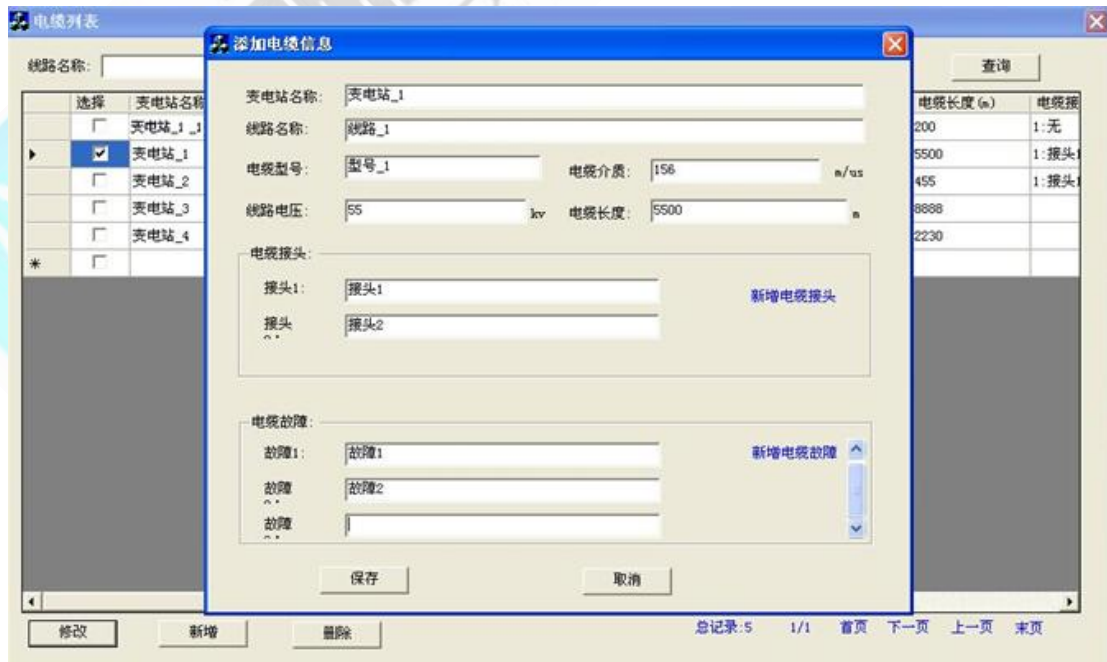 电缆列表
线路名称:
查询
选择 变电站名称 电缆长度(m) 电缆接
变电站_1_1 200 1:无
变电站_1 5500 1:接头1
变电站_2 455 1:接头1
变电站_3 8888
变电站_4 2230
*
添加电缆信息
变电站名称: 变电站_1
线路名称: 线路_1
电缆型号: 型号_1 电缆介质: 156 m/us
线路电压: 55 kv 电缆长度: 5500 m
电缆接头:
接头1: 接头1 新增电缆接头
接头 接头2
电缆故障:
故障1: 故障1 新增电缆故障
故障 故障2
故障
保存 取消
修改 新增 删除 总记录:5 1/1 首页 下一页 上一页 末页